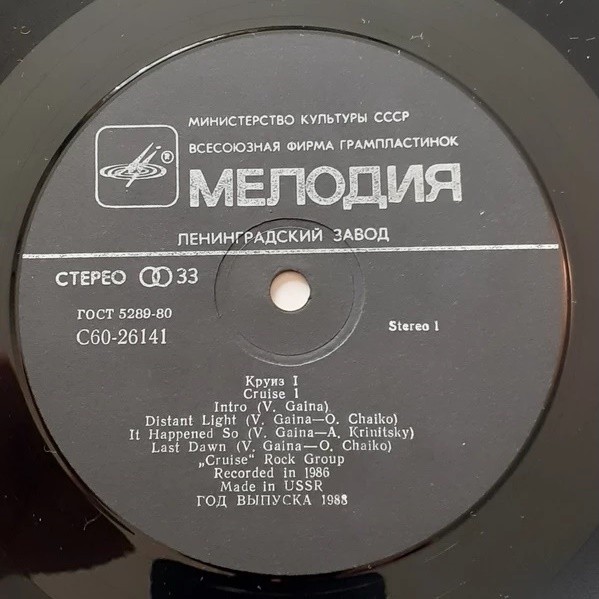 МИНИСТЕРСТВО КУЛЬТУРЫ СССР
ВСЕСОЮЗНАЯ ФИРМА ГРАМПЛАСТИНОК
®
МЕЛОДИЯ
ЛЕНИНГРАДСКИЙ ЗАВОД
СТЕРЕО 33
ГОСТ 5289-80
С60-26141
Stereo 1
Круиз I
Cruise 1
Intro (V. Gaina)
Distant Light (V. Gaina—O. Chaiko)
It Happened So (V. Gaina—A. Krinitsky)
Last Dawn (V. Gaina—O. Chaiko)
„Cruise“ Rock Group
Recorded in 1986
Made in USSR
ГОД ВЫПУСКА 1988